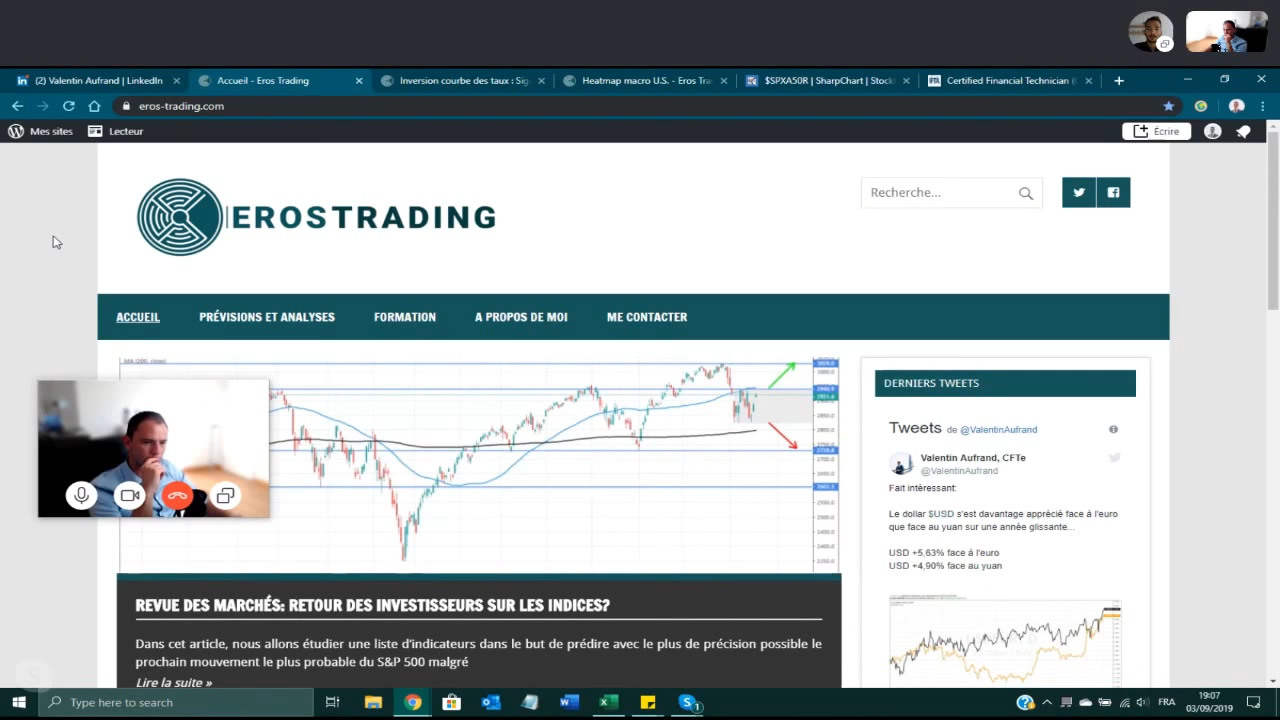 (2) Valentin Aufrand | LinkedIn
Accueil - Eros Trading
Inversion courbe des taux : Sig
Heatmap macro U.S. - Eros Tra
$SPXA50R | SharpChart | Stock
IFTA
Certified Financial Technician (
eros-trading.com
Mes sites
Lecteur
Écrire
EROSTRADING
Recherche...
ACCUEIL
PRÉVISIONS ET ANALYSES
FORMATION
A PROPOS DE MOI
ME CONTACTER
MA (200, close)
DERNIERS TWEETS
Tweets de @ValentinAufrand
Valentin Aufrand, CFTe
@ValentinAufrand
Fait intéressant:
Le dollar $USD s'est davantage apprécié face à l'euro
que face au yuan sur une année glissante...
USD +5,63% face à l'euro
USD +4,90% face au yuan
REVUE DES MARCHÉS: RETOUR DES INVESTISSEURS SUR LES INDICES?
Dans cet article, nous allons étudier une liste d'indicateurs dans le but de prédire avec le plus de précision possible le
prochain mouvement le plus probable du S&P 500 malgré
Lire la suite »
Type here to search
1
FRA
19:07
03/09/2019